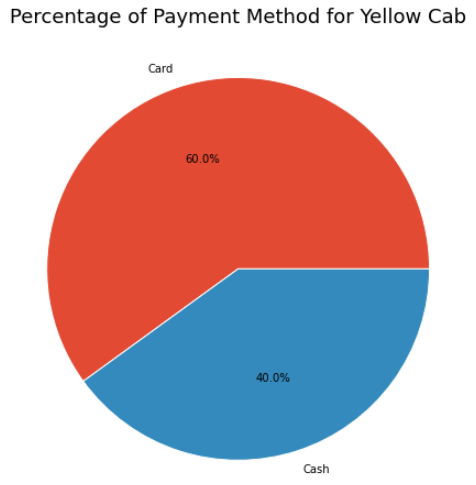 Percentage of Payment Method for Yellow Cab
Card
60.0%
40.0%
Cash